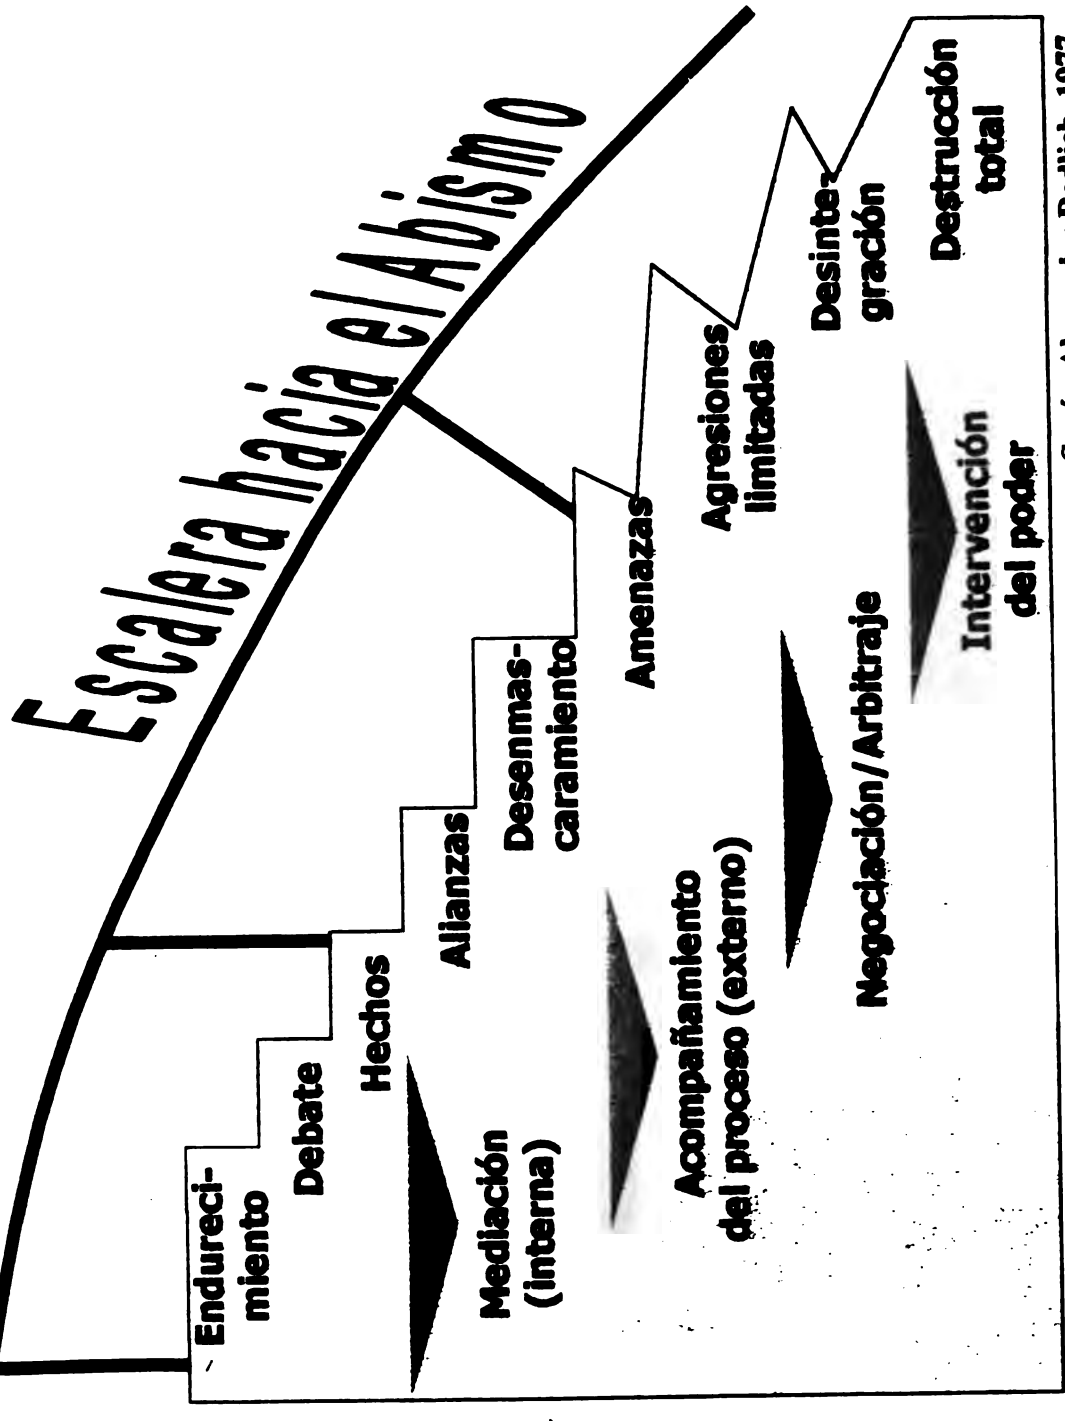 Escalera hacia el Abismo
Endureci-
miento
Debate
Hechos
Alianzas
Desenmas-
caramiento
Amenazas
Agresiones
limitadas
Desinte-
gración
Destrucción
total
Mediación
(interna)
Acompañamiento
del proceso (externo)
Negociación/Arbitraje
Intervención
del poder